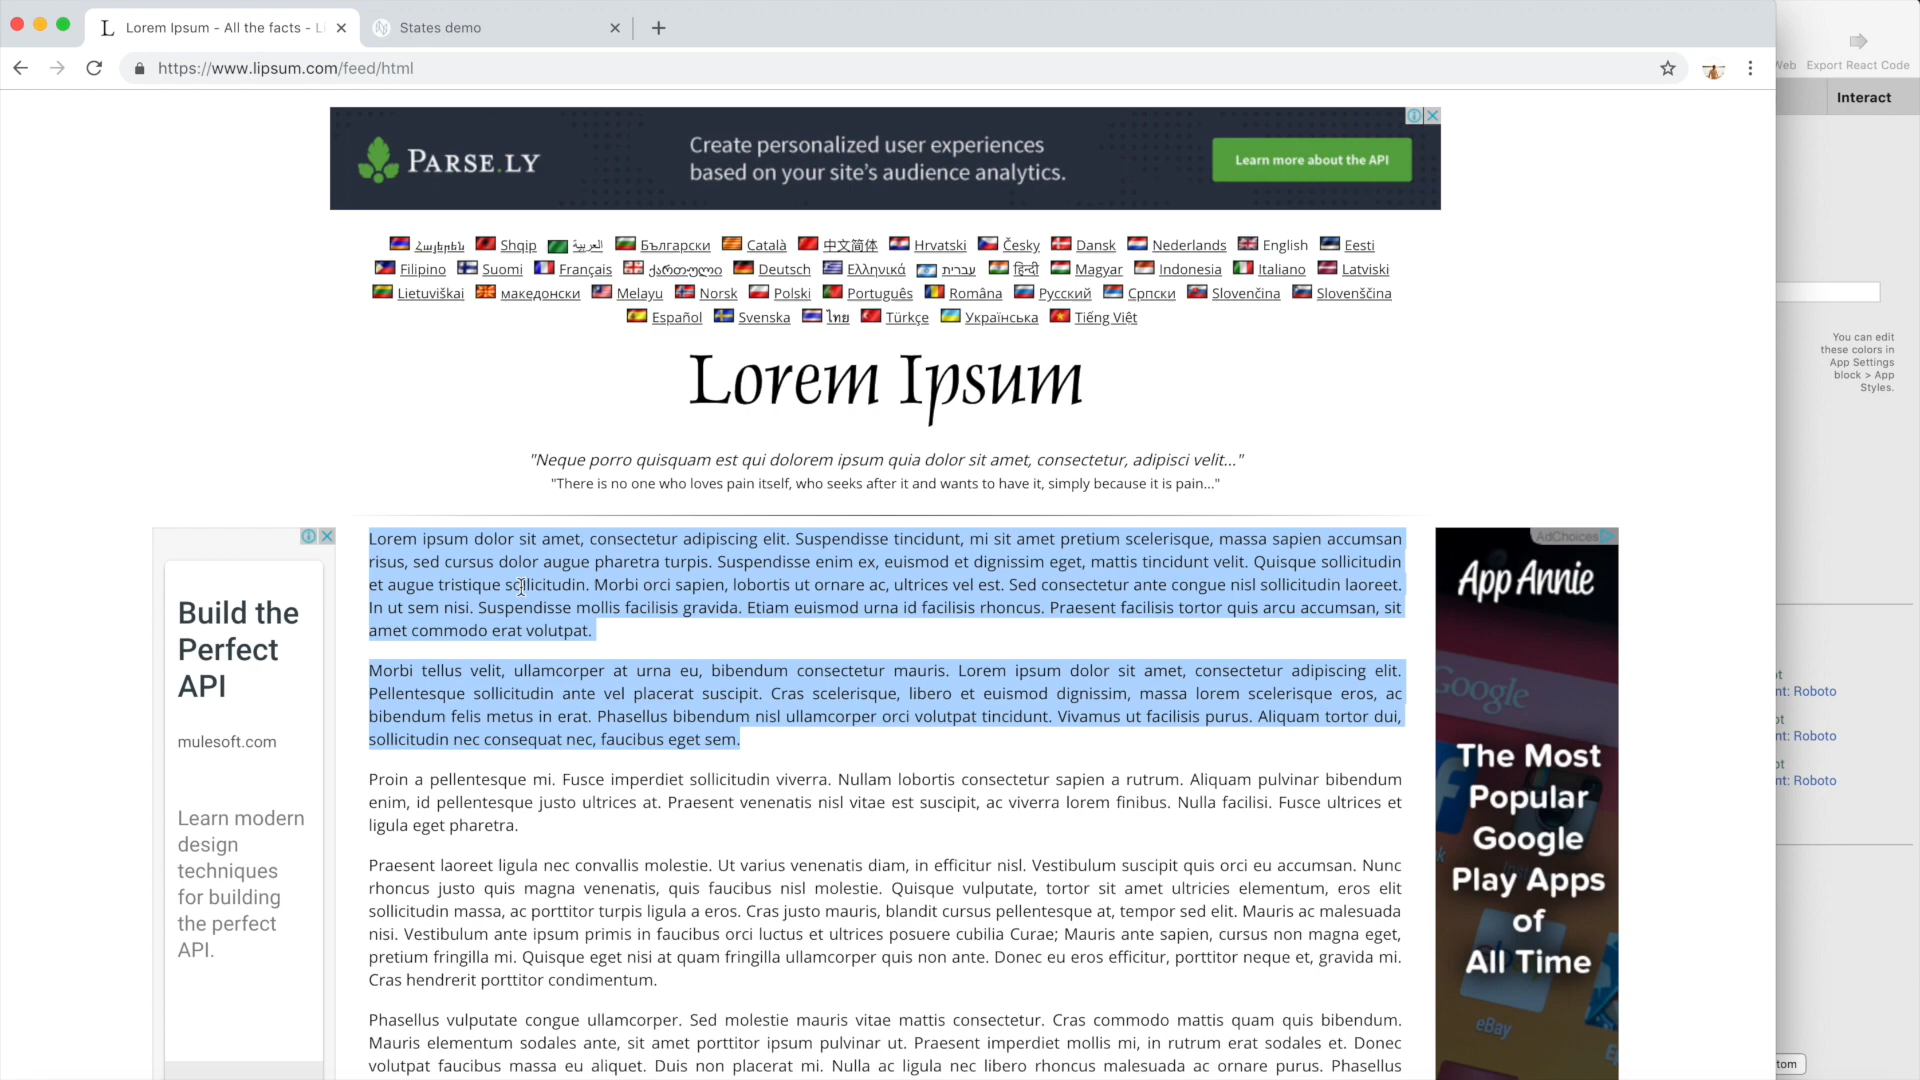 Lorem Ipsum - All the facts - Li
States demo
https://www.lipsum.com/feed/html
Web Export React Code
Interact
PARSE.LY
Create personalized user experiences
based on your site's audience analytics.
Learn more about the API
Հայերեն Shqip العربية Български Català 中文简体 Hrvatski Česky Dansk Nederlands English Eesti
Filipino Suomi Français ქართული Deutsch Ελληνικά עברית हिन्दी Magyar Indonesia Italiano Latviski
Lietuviškai македонски Melayu Norsk Polski Português Româna Русский Српски Slovenčina Slovenščina
Español Svenska ไทย Türkçe Українська Tiếng Việt
Lorem Ipsum
"Neque porro quisquam est qui dolorem ipsum quia dolor sit amet, consectetur, adipisci velit..."
"There is no one who loves pain itself, who seeks after it and wants to have it, simply because it is pain..."
You can edit
these colors in
App Settings
block > App
Styles.
Build the
Perfect
API
mulesoft.com
Learn modern
design
techniques
for building
the perfect
API.
Lorem ipsum dolor sit amet, consectetur adipiscing elit. Suspendisse tincidunt, mi sit amet pretium scelerisque, massa sapien accumsan
risus, sed cursus dolor augue pharetra turpis. Suspendisse enim ex, euismod et dignissim eget, mattis tincidunt velit. Quisque sollicitudin
et augue tristique sollicitudin. Morbi orci sapien, lobortis ut ornare ac, ultrices vel est. Sed consectetur ante congue nisl sollicitudin laoreet.
In ut sem nisi. Suspendisse mollis facilisis gravida. Etiam euismod urna id facilisis rhoncus. Praesent facilisis tortor quis arcu accumsan, sit
amet commodo erat volutpat.
Morbi tellus velit, ullamcorper at urna eu, bibendum consectetur mauris. Lorem ipsum dolor sit amet, consectetur adipiscing elit.
Pellentesque sollicitudin ante vel placerat suscipit. Cras scelerisque, libero et euismod dignissim, massa lorem scelerisque eros, ac
bibendum felis metus in erat. Phasellus bibendum nisl ullamcorper orci volutpat tincidunt. Vivamus ut facilisis purus. Aliquam tortor dui,
sollicitudin nec consequat nec, faucibus eget sem.
Proin a pellentesque mi. Fusce imperdiet sollicitudin viverra. Nullam lobortis consectetur sapien a rutrum. Aliquam pulvinar bibendum
enim, id pellentesque justo ultrices at. Praesent venenatis nisl vitae est suscipit, ac viverra lorem finibus. Nulla facilisi. Fusce ultrices et
ligula eget pharetra.
Praesent laoreet ligula nec convallis molestie. Ut varius venenatis diam, in efficitur nisl. Vestibulum suscipit quis orci eu accumsan. Nunc
rhoncus justo quis magna venenatis, quis faucibus nisl molestie. Quisque vulputate, tortor sit amet ultricies elementum, eros elit
sollicitudin massa, ac porttitor turpis ligula a eros. Cras justo mauris, blandit cursus pellentesque at, tempor sed elit. Mauris ac malesuada
nisi. Vestibulum ante ipsum primis in faucibus orci luctus et ultrices posuere cubilia Curae; Mauris ante sapien, cursus non magna eget,
pretium fringilla mi. Quisque eget nisi at quam fringilla ullamcorper quis non ante. Donec eu eros efficitur, porttitor neque et, gravida mi.
Cras hendrerit porttitor condimentum.
Phasellus vulputate congue ullamcorper. Sed molestie mauris vitae mattis consectetur. Cras commodo mattis quam quis bibendum.
Mauris elementum sodales ante, sit amet porttitor ipsum pulvinar ut. Praesent imperdiet mollis mi, in rutrum erat sodales et. Donec
volutpat faucibus massa eu aliquet. Duis non placerat mi. Nulla ac ligula nec libero rhoncus malesuada ac ornare purus. Phasellus
AdChoices
App Annie
Google
The Most
Popular
Google
Play Apps
of
All Time
eBay
nt: Roboto
nt: Roboto
nt: Roboto
tom